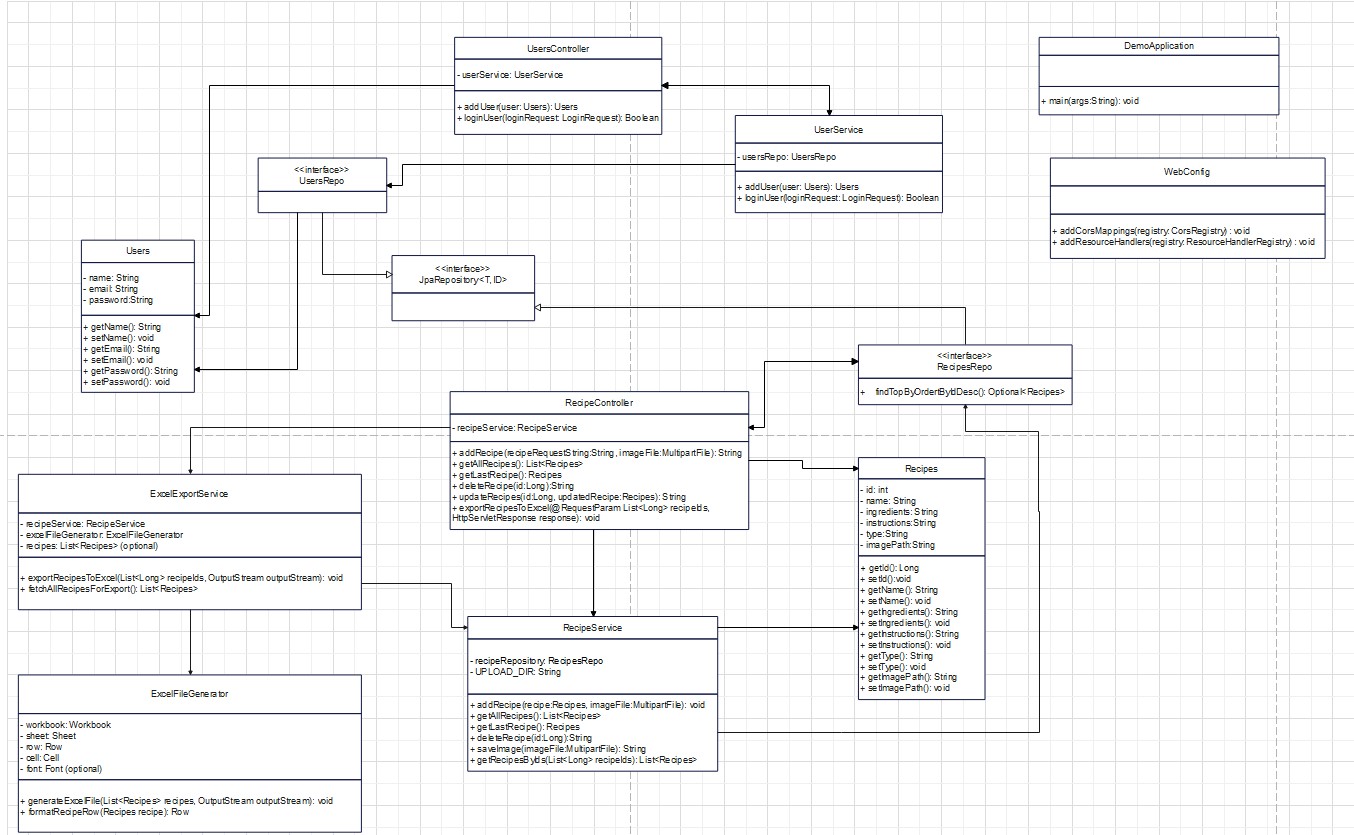 UsersController
- userService: UserService
+ addUser(user: Users): Users
+ loginUser(loginRequest: LoginRequest): Boolean
DemoApplication
+ main(args:String): void
UserService
- usersRepo: UsersRepo
+ addUser(user: Users): Users
+ loginUser(loginRequest: LoginRequest): Boolean
<<interface>>
UsersRepo
WebConfig
+ addCorsMappings(registry: CorsRegistry) : void
+ addResourceHandlers(registry: ResourceHandlerRegistry) : void
Users
- name: String
- email: String
- password:String
+ getName(): String
+ setName(): void
+ getEmail(): String
+ setEmail(): void
+ getPassword(): String
+ setPassword(): void
<<interface>>
JpaRepository<T, ID>
<<interface>>
RecipesRepo
+ findTopByOrdertByIdDesc(): Optional<Recipes>
RecipeController
- recipeService: RecipeService
+ addRecipe(recipeRequestString:String, imageFile:MultipartFile): String
+ getAllRecipes(): List<Recipes>
+ getLastRecipe(): Recipes
+ deleteRecipe(id:Long):String
+ updateRecipes(id:Long, updatedRecipe:Recipes): String
+ exportRecipesToExcel(@RequestParam List<Long> recipeIds,
HttpServletResponse response): void
Recipes
- id: int
- name: String
- ingredients: String
- instructions:String
- type:String
- imagePath:String
+ getId(): Long
+ setId():void
+ getName(): String
+ setName(): void
+ getIngredients(): String
+ setIngredients(): void
+ getInstructions(): String
+ setInstructions(): void
+ getType(): String
+ setType(): void
+ getImagePath(): String
+ setImagePath(): void
ExcelExportService
- recipeService: RecipeService
- excelFileGenerator: ExcelFileGenerator
- recipes: List<Recipes> (optional)
+ exportRecipesToExcel(List<Long> recipeIds, OutputStream outputStream): void
+ fetchAllRecipesForExport(): List<Recipes>
RecipeService
- recipeRepository: RecipesRepo
- UPLOAD_DIR: String
+ addRecipe(recipe:Recipes, imageFile:MultipartFile): void
+ getAllRecipes(): List<Recipes>
+ getLastRecipe(): Recipes
+ deleteRecipe(id:Long):String
+ saveImage(imageFile:MultipartFile): String
+ getRecipesByIds(List<Long> recipeIds): List<Recipes>
ExcelFileGenerator
- workbook: Workbook
- sheet: Sheet
- row: Row
- cell: Cell
- font: Font (optional)
+ generateExcelFile(List<Recipes> recipes, OutputStream outputStream): void
+ formatRecipeRow(Recipes recipe): Row